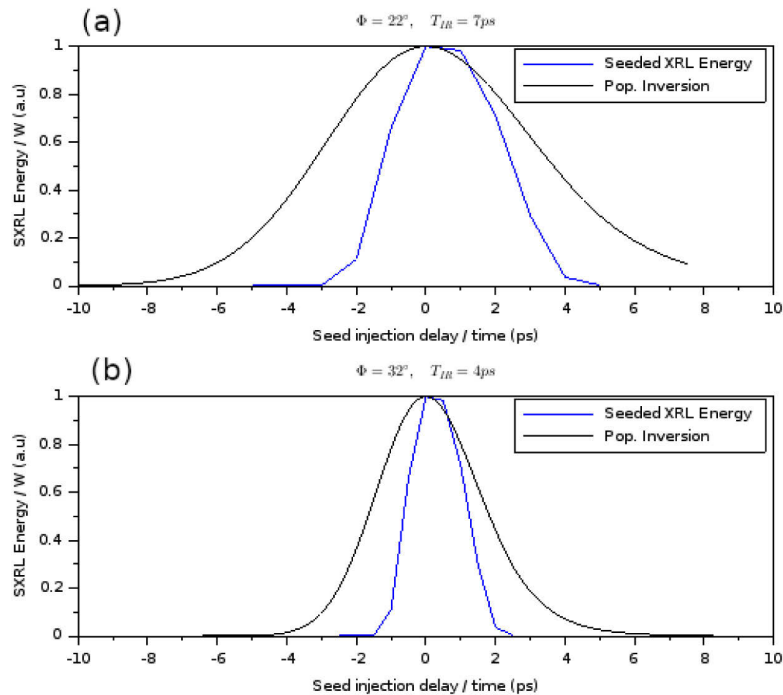 (a)
Φ = 22°, T_IR = 7ps
SXRL Energy / W (a.u)
1
0.8
0.6
0.4
0.2
0
Seeded XRL Energy
Pop. Inversion
-10 -8 -6 -4 -2 0 2 4 6 8 10
Seed injection delay / time (ps)
(b)
Φ = 32°, T_IR = 4ps
SXRL Energy / W (a.u)
1
0.8
0.6
0.4
0.2
0
Seeded XRL Energy
Pop. Inversion
-10 -8 -6 -4 -2 0 2 4 6 8 10
Seed injection delay / time (ps)